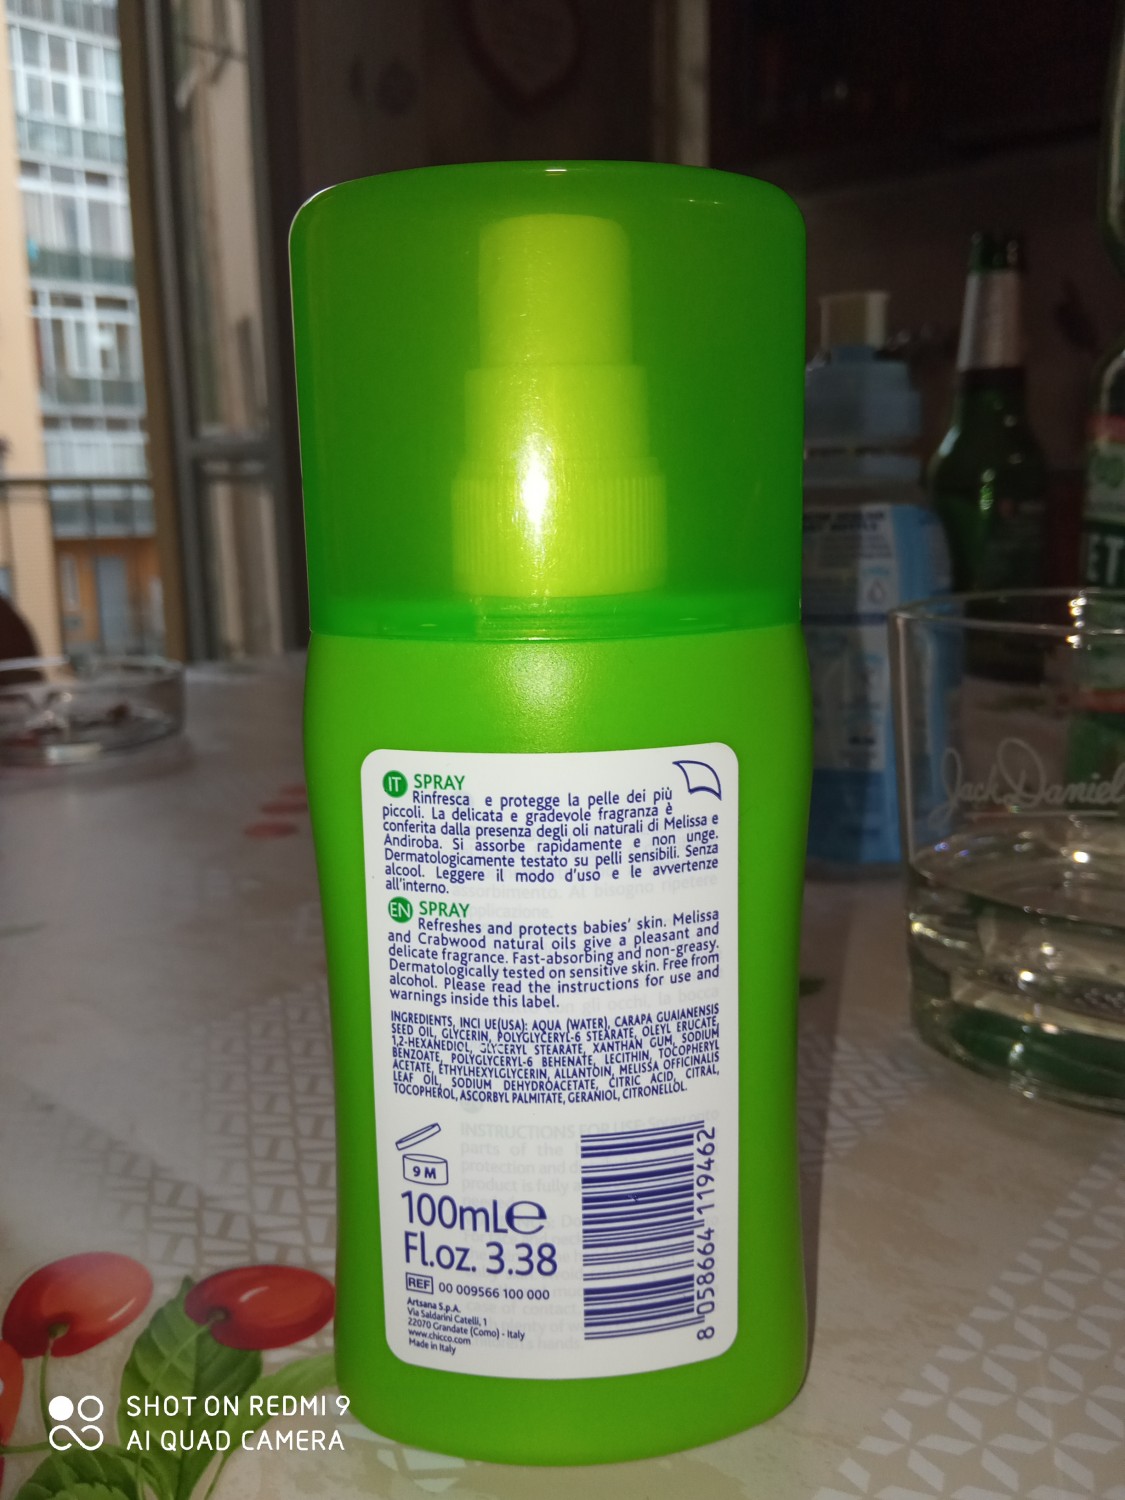 IT SPRAY
Rinfresca e protegge la pelle dei più
piccoli. La delicata e gradevole fragranza è
conferita dalla presenza degli oli naturali di Melissa e
Andiroba. Si assorbe rapidamente e non unge.
Dermatologicamente testato su pelli sensibili. Senza
alcool. Leggere il modo d'uso e le avvertenze
all'interno.
EN SPRAY
Refreshes and protects babies' skin. Melissa
and Crabwood natural oils give a pleasant and
delicate fragrance. Fast-absorbing and non-greasy.
Dermatologically tested on sensitive skin. Free from
alcohol. Please read the instructions for use and
warnings inside this label.
INGREDIENTS, INCI UE(USA): AQUA (WATER), CARAPA GUAIANENSIS
SEED OIL, GLYCERIN, POLYGLYCERYL-6 STEARATE, OLEYL ERUCATE,
1,2-HEXANEDIOL, GLYCERYL STEARATE, XANTHAN GUM, SODIUM
BENZOATE, POLYGLYCERYL-6 BEHENATE, LECITHIN, TOCOPHERYL
ACETATE, ETHYLHEXYLGLYCERIN, ALLANTOIN, MELISSA OFFICINALIS
LEAF OIL, SODIUM DEHYDROACETATE, CITRIC ACID, CITRAL,
TOCOPHEROL, ASCORBYL PALMITATE, GERANIOL, CITRONELLOL.
9 M
100mLe
Fl.oz. 3.38
REF 00 009566 100 000
Artsana S.p.A.
Via Saldarini Catelli, 1
22070 Grandate (Como) - Italy
www.chicco.com
Made in Italy
8 058664 119462
Jack Daniel
SHOT ON REDMI 9
AI QUAD CAMERA